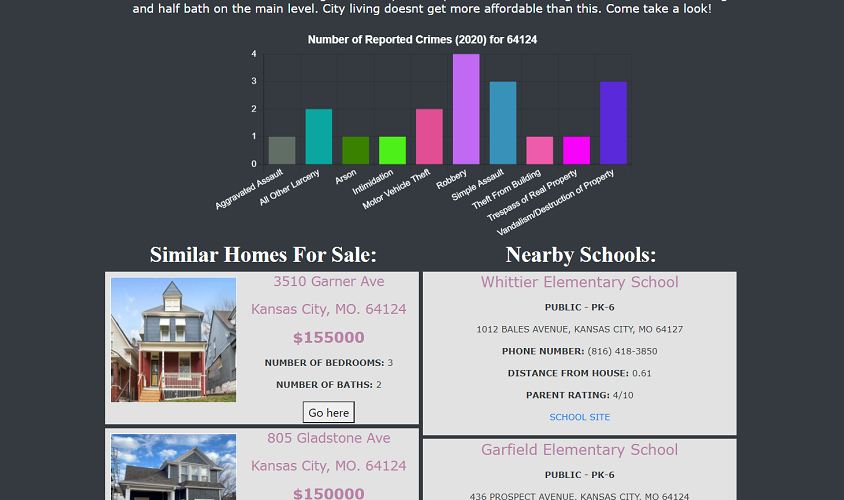 and half bath on the main level. City living doesnt get more affordable than this. Come take a look!
Number of Reported Crimes (2020) for 64124
4
3
2
1
0
Aggravated Assault
All Other Larceny
Arson
Intimidation
Motor Vehicle Theft
Robbery
Simple Assault
Theft From Building
Trespass of Real Property
Vandalism/Destruction of Property
Similar Homes For Sale:
3510 Garner Ave
Kansas City, MO. 64124
$155000
NUMBER OF BEDROOMS: 3
NUMBER OF BATHS: 2
Go here
805 Gladstone Ave
Kansas City, MO. 64124
$150000
Nearby Schools:
Whittier Elementary School
PUBLIC - PK-6
1012 BALES AVENUE, KANSAS CITY, MO 64127
PHONE NUMBER: (816) 418-3850
DISTANCE FROM HOUSE: 0.61
PARENT RATING: 4/10
SCHOOL SITE
Garfield Elementary School
PUBLIC - PK-6
436 PROSPECT AVENUE, KANSAS CITY, MO 64124